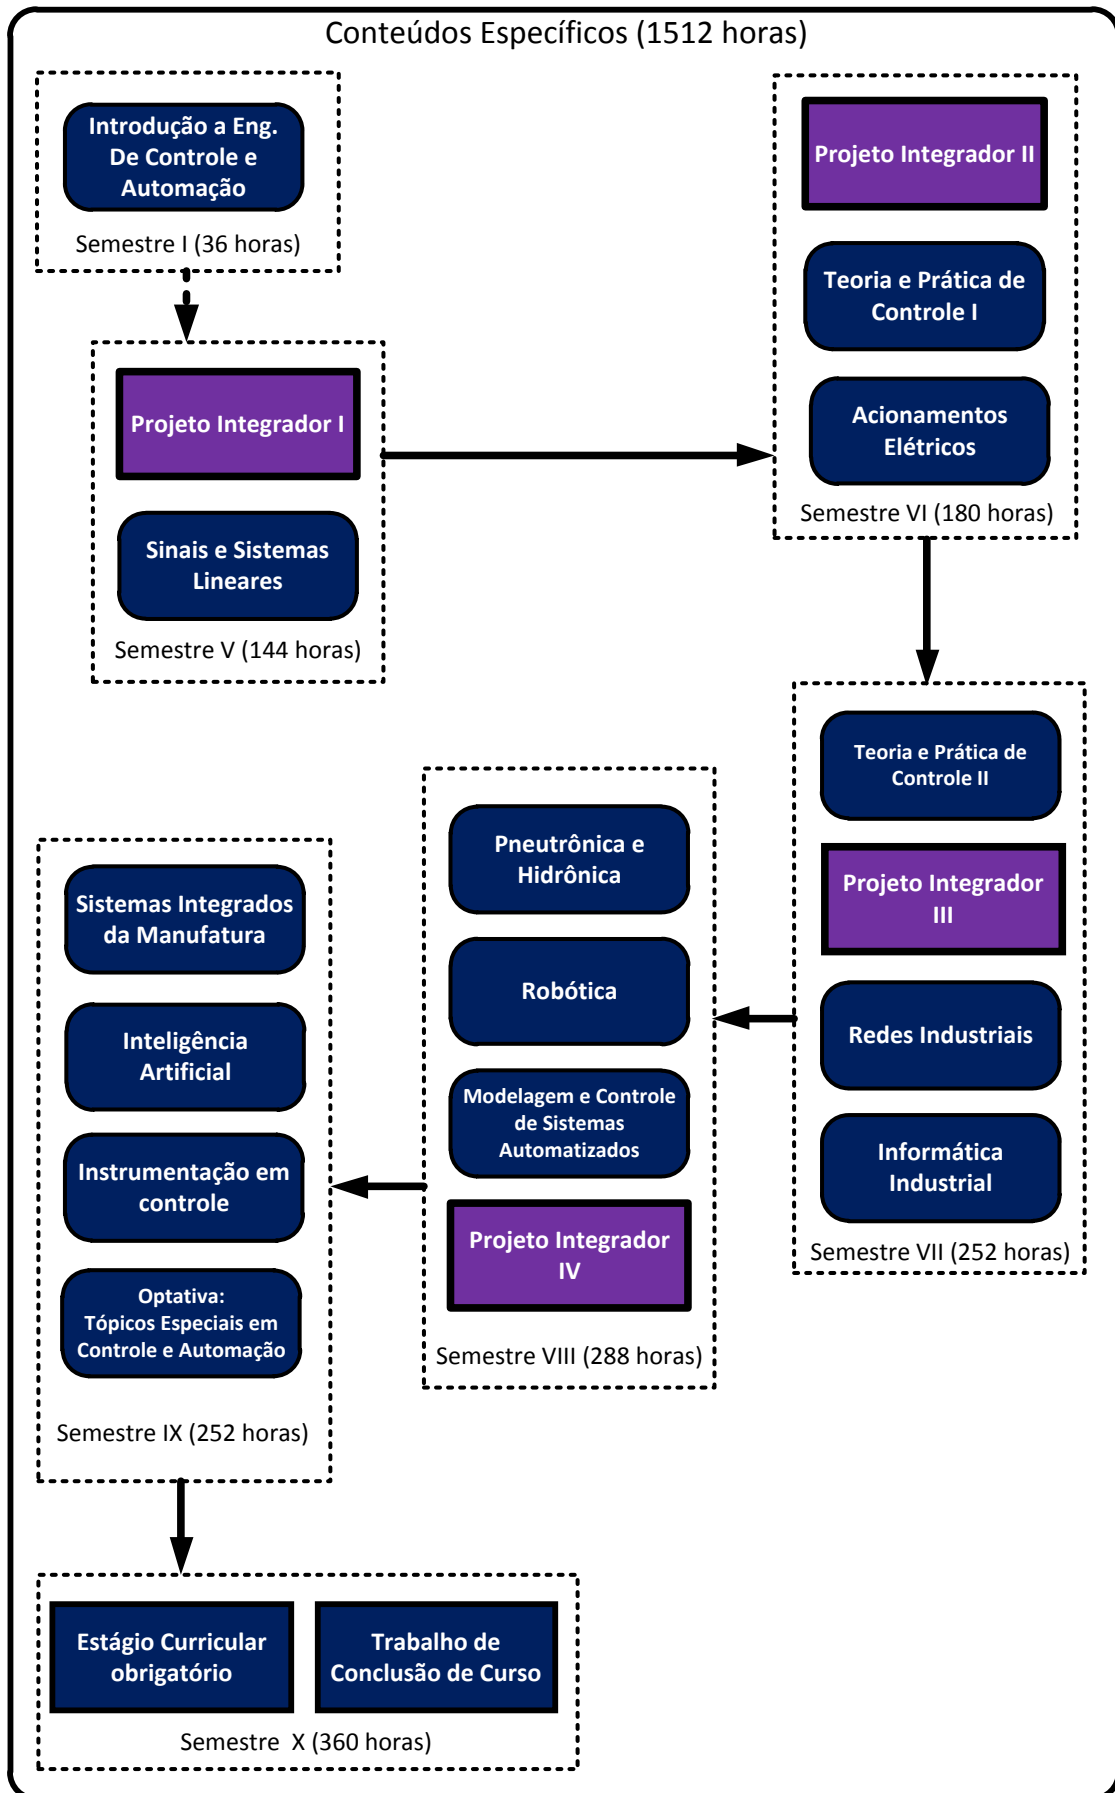 Conteúdos Específicos (1512 horas)
Introdução a Eng.
De Controle e
Automação
Semestre I (36 horas)
Projeto Integrador I
Sinais e Sistemas
Lineares
Semestre V (144 horas)
Projeto Integrador II
Teoria e Prática de
Controle I
Acionamentos
Elétricos
Semestre VI (180 horas)
Teoria e Prática de
Controle II
Projeto Integrador
III
Redes Industriais
Informática
Industrial
Semestre VII (252 horas)
Pneutrônica e
Hidrônica
Robótica
Modelagem e Controle
de Sistemas
Automatizados
Projeto Integrador
IV
Semestre VIII (288 horas)
Sistemas Integrados
da Manufatura
Inteligência
Artificial
Instrumentação em
controle
Optativa:
Tópicos Especiais em
Controle e Automação
Semestre IX (252 horas)
Estágio Curricular
obrigatório
Trabalho de
Conclusão de Curso
Semestre  X (360 horas)